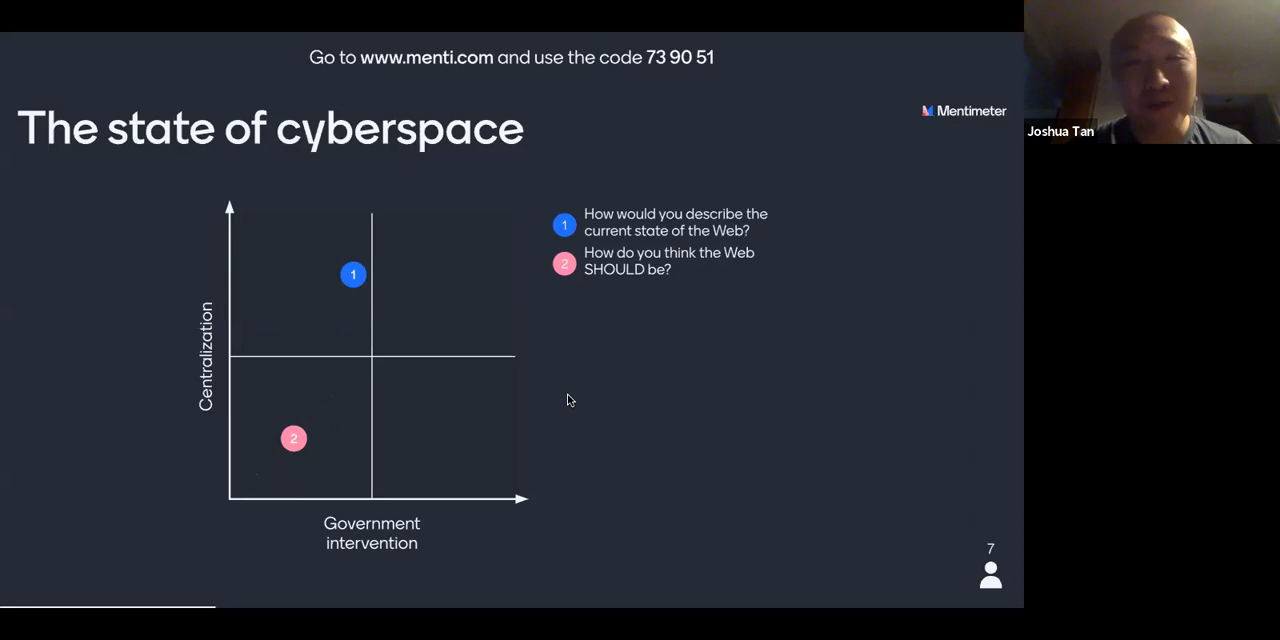 Go to www.menti.com and use the code 73 90 51
The state of cyberspace
Mentimeter
Joshua Tan
1
How would you describe the
current state of the Web?
2
How do you think the Web
SHOULD be?
1
Centralization
2
Government
intervention
7